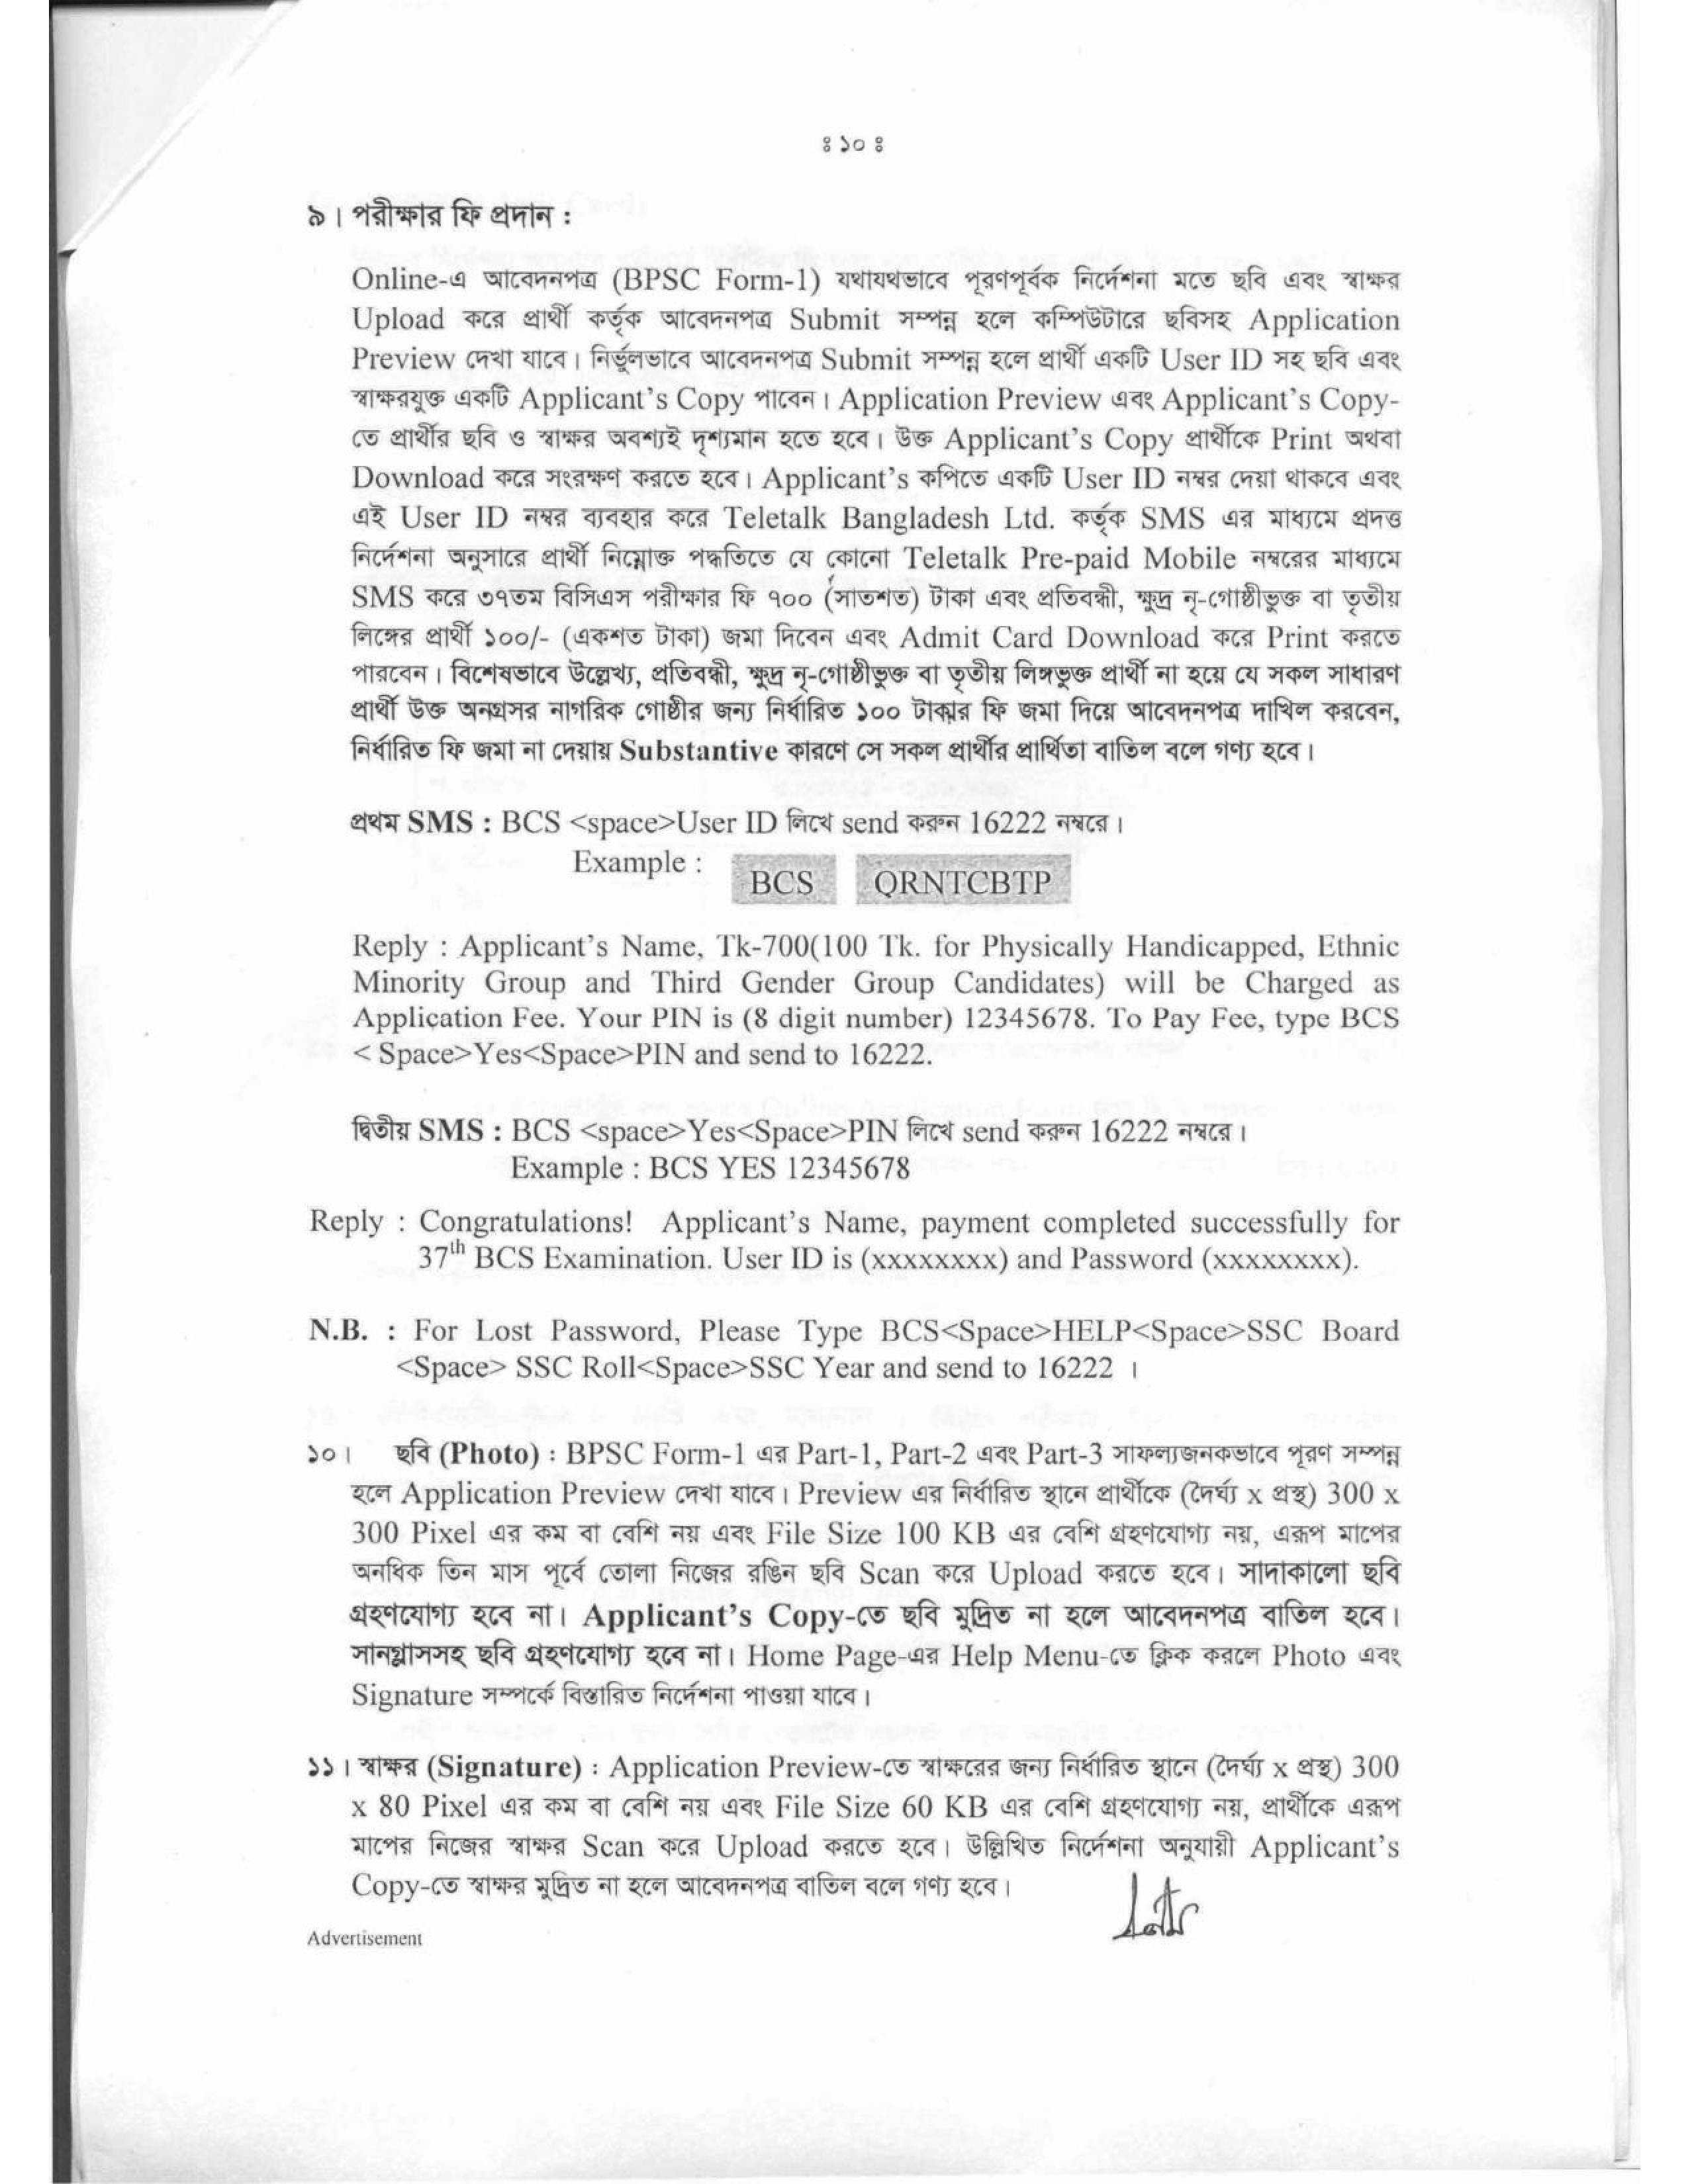 ঃ ১০ ঃ
৯। পরীক্ষার ফি প্রদান :
Online-এ আবেদনপত্র (BPSC Form-1) যথাযথভাবে পূরণপূর্বক নির্দেশনা মতে ছবি এবং স্বাক্ষর
Upload করে প্রার্থী কর্তৃক আবেদনপত্র Submit সম্পন্ন হলে কম্পিউটারে ছবিসহ Application
Preview দেখা যাবে। নির্ভুলভাবে আবেদনপত্র Submit সম্পন্ন হলে প্রার্থী একটি User ID সহ ছবি এবং
স্বাক্ষরযুক্ত একটি Applicant's Copy পাবেন। Application Preview এবং Applicant's Copy-
তে প্রার্থীর ছবি ও স্বাক্ষর অবশ্যই দৃশ্যমান হতে হবে। উক্ত Applicant's Copy প্রার্থীকে Print অথবা
Download করে সংরক্ষণ করতে হবে। Applicant's কপিতে একটি User ID নম্বর দেয়া থাকবে এবং
এই User ID নম্বর ব্যবহার করে Teletalk Bangladesh Ltd. কর্তৃক SMS এর মাধ্যমে প্রদত্ত
নির্দেশনা অনুসারে প্রার্থী নিম্নোক্ত পদ্ধতিতে যে কোনো Teletalk Pre-paid Mobile নম্বরের মাধ্যমে
SMS করে ৩৭তম বিসিএস পরীক্ষার ফি ৭০০ (সাতশত) টাকা এবং প্রতিবন্ধী, ক্ষুদ্র নৃ-গোষ্ঠীভুক্ত বা তৃতীয়
লিঙ্গের প্রার্থী ১০০/- (একশত টাকা) জমা দিবেন এবং Admit Card Download করে Print করতে
পারবেন। বিশেষভাবে উল্লেখ্য, প্রতিবন্ধী, ক্ষুদ্র নৃ-গোষ্ঠীভুক্ত বা তৃতীয় লিঙ্গভুক্ত প্রার্থী না হয়ে যে সকল সাধারণ
প্রার্থী উক্ত অনগ্রসর নাগরিক গোষ্ঠীর জন্য নির্ধারিত ১০০ টাকার ফি জমা দিয়ে আবেদনপত্র দাখিল করবেন,
নির্ধারিত ফি জমা না দেয়ায় Substantive কারণে সে সকল প্রার্থীর প্রার্থিতা বাতিল বলে গণ্য হবে।
প্রথম SMS : BCS <space>User ID লিখে send করুন 16222 নম্বরে।
Example : BCS QRNTCBTP
Reply : Applicant's Name, Tk-700(100 Tk. for Physically Handicapped, Ethnic
Minority Group and Third Gender Group Candidates) will be Charged as
Application Fee. Your PIN is (8 digit number) 12345678. To Pay Fee, type BCS
< Space>Yes<Space>PIN and send to 16222.
দ্বিতীয় SMS : BCS <space>Yes<Space>PIN লিখে send করুন 16222 নম্বরে।
Example : BCS YES 12345678
Reply : Congratulations! Applicant's Name, payment completed successfully for
37th BCS Examination. User ID is (xxxxxxxx) and Password (xxxxxxxx).
N.B. : For Lost Password, Please Type BCS<Space>HELP<Space>SSC Board
<Space> SSC Roll<Space>SSC Year and send to 16222 ।
১০। ছবি (Photo) : BPSC Form-1 এর Part-1, Part-2 এবং Part-3 সাফল্যজনকভাবে পূরণ সম্পন্ন
হলে Application Preview দেখা যাবে। Preview এর নির্ধারিত স্থানে প্রার্থীকে (দৈর্ঘ্য x প্রস্থ) 300 x
300 Pixel এর কম বা বেশি নয় এবং File Size 100 KB এর বেশি গ্রহণযোগ্য নয়, এরূপ মাপের
অনধিক তিন মাস পূর্বে তোলা নিজের রঙিন ছবি Scan করে Upload করতে হবে। সাদাকালো ছবি
গ্রহণযোগ্য হবে না। Applicant's Copy-তে ছবি মুদ্রিত না হলে আবেদনপত্র বাতিল হবে।
সানগ্লাসসহ ছবি গ্রহণযোগ্য হবে না। Home Page-এর Help Menu-তে ক্লিক করলে Photo এবং
Signature সম্পর্কে বিস্তারিত নির্দেশনা পাওয়া যাবে।
১১। স্বাক্ষর (Signature) : Application Preview-তে স্বাক্ষরের জন্য নির্ধারিত স্থানে (দৈর্ঘ্য x প্রস্থ) 300
x 80 Pixel এর কম বা বেশি নয় এবং File Size 60 KB এর বেশি গ্রহণযোগ্য নয়, প্রার্থীকে এরূপ
মাপের নিজের স্বাক্ষর Scan করে Upload করতে হবে। উল্লিখিত নির্দেশনা অনুযায়ী Applicant's
Copy-তে স্বাক্ষর মুদ্রিত না হলে আবেদনপত্র বাতিল বলে গণ্য হবে।
Advertisement